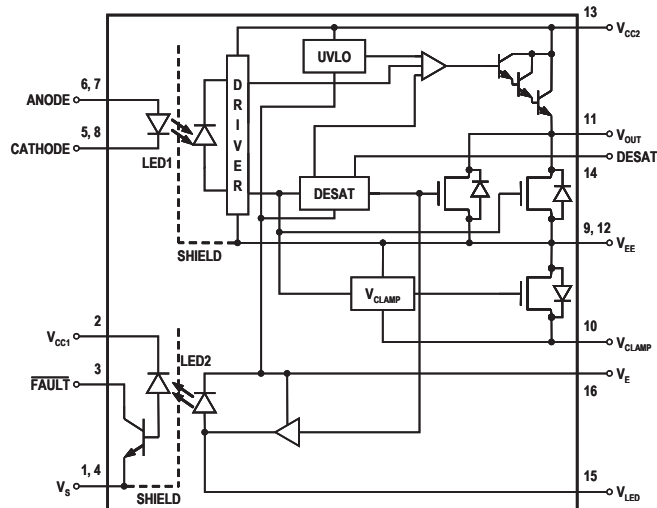 13
VCC2
UVLO
6, 7
ANODE
5, 8
CATHODE
LED1
DRIVER
11
VOUT
DESAT
14
DESAT
9, 12
VEE
SHIELD
VCLAMP
2
VCC1
10
VCLAMP
3
FAULT
LED2
VE
16
1, 4
VS
SHIELD
15
VLED